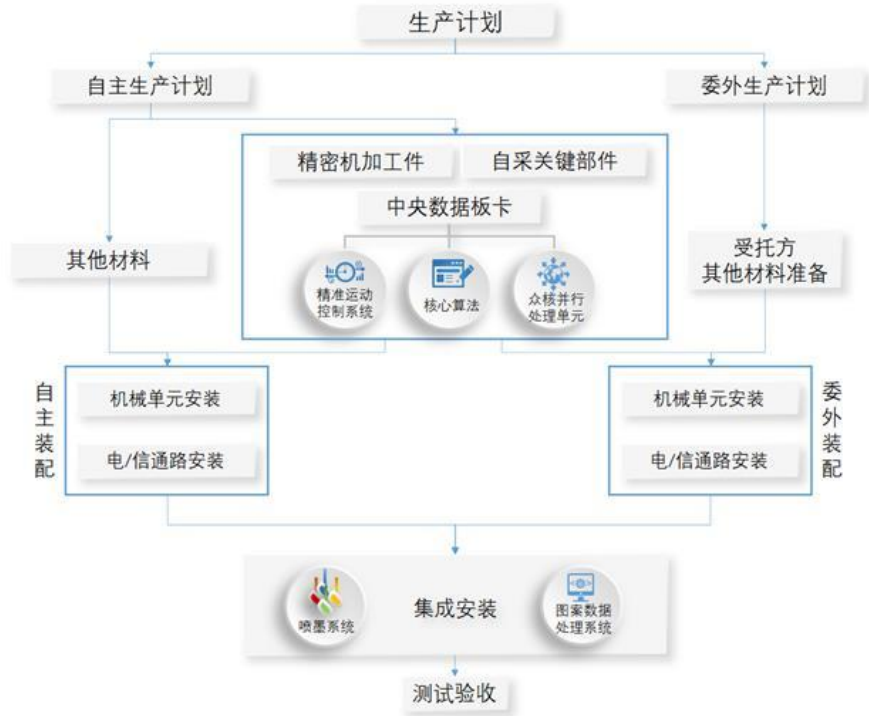 生产计划
自主生产计划
委外生产计划
精密机加工件
自采关键部件
中央数据板卡
其他材料
精准运动
控制系统
核心算法
众核并行
处理单元
受托方
其他材料准备
自主装配
机械单元安装
电/信通路安装
机械单元安装
电/信通路安装
委外装配
喷墨系统
集成安装
图案数据
处理系统
测试验收